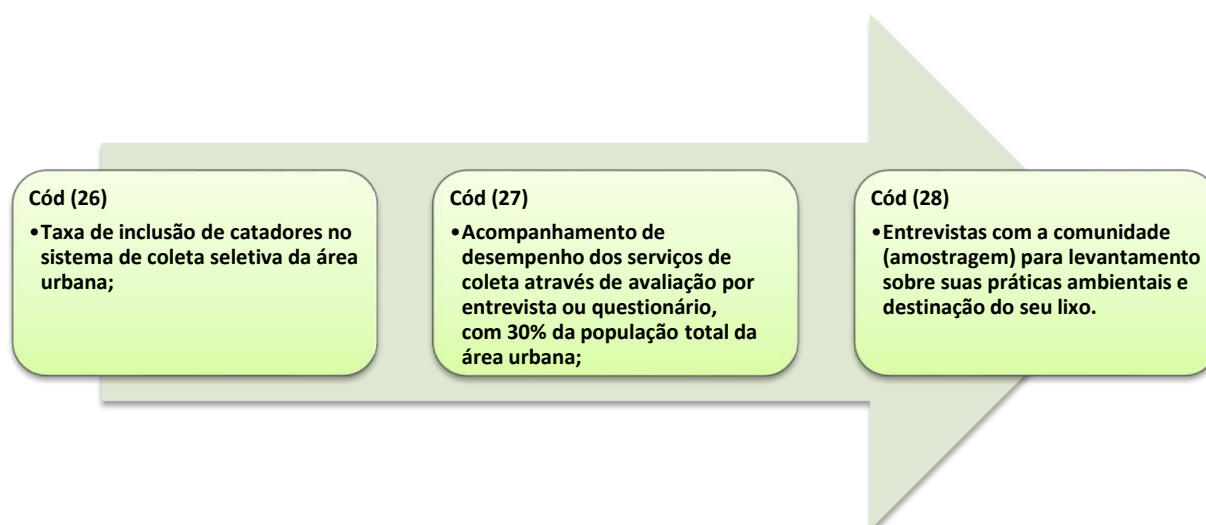 Cód (26)
•Taxa de inclusão de catadores no
sistema de coleta seletiva da área
urbana;
Cód (27)
•Acompanhamento de
desempenho dos serviços de
coleta através de avaliação por
entrevista ou questionário,
com 30% da população total da
área urbana;
Cód (28)
•Entrevistas com a comunidade
(amostragem) para levantamento
sobre suas práticas ambientais e
destinação do seu lixo.